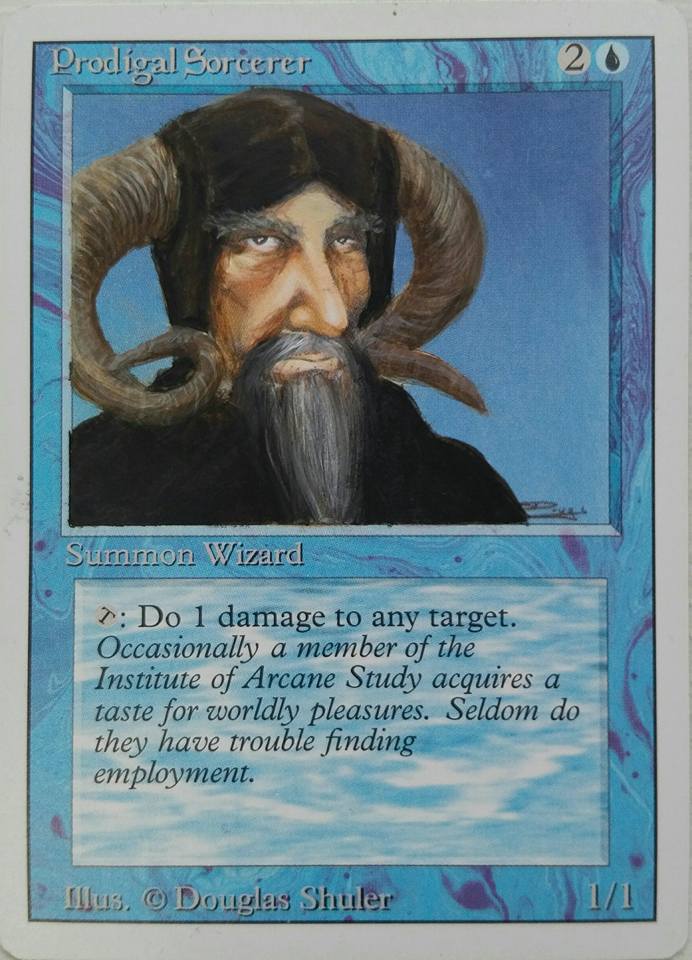 Prodigal Sorcerer 2
Summon Wizard
T: Do 1 damage to any target.
Occasionally a member of the
Institute of Arcane Study acquires a
taste for worldly pleasures. Seldom do
they have trouble finding
employment.
Illus. © Douglas Shuler 1/1